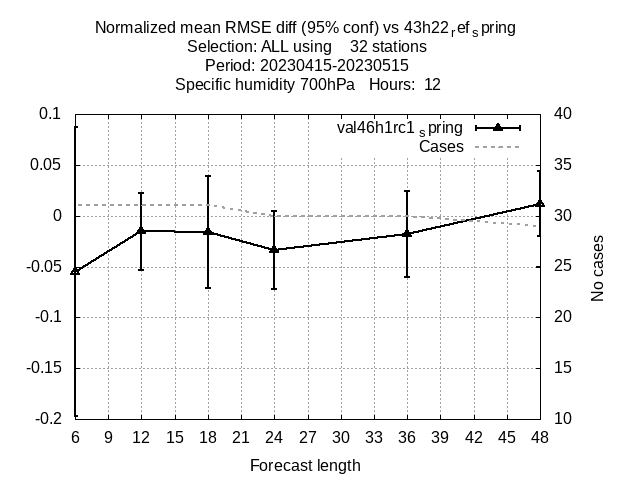 Normalized mean RMSE diff (95% conf) vs 43h22refspring
Selection: ALL using 32 stations
Period: 20230415-20230515
Specific humidity 700hPa Hours: 12
0.1 40
val46h1rc1spring
Cases
0.05 35
0 30
-0.05 25
-0.1 20
-0.15 15
-0.2 10
No cases
6 9 12 15 18 21 24 27 30 33 36 39 42 45 48
Forecast length